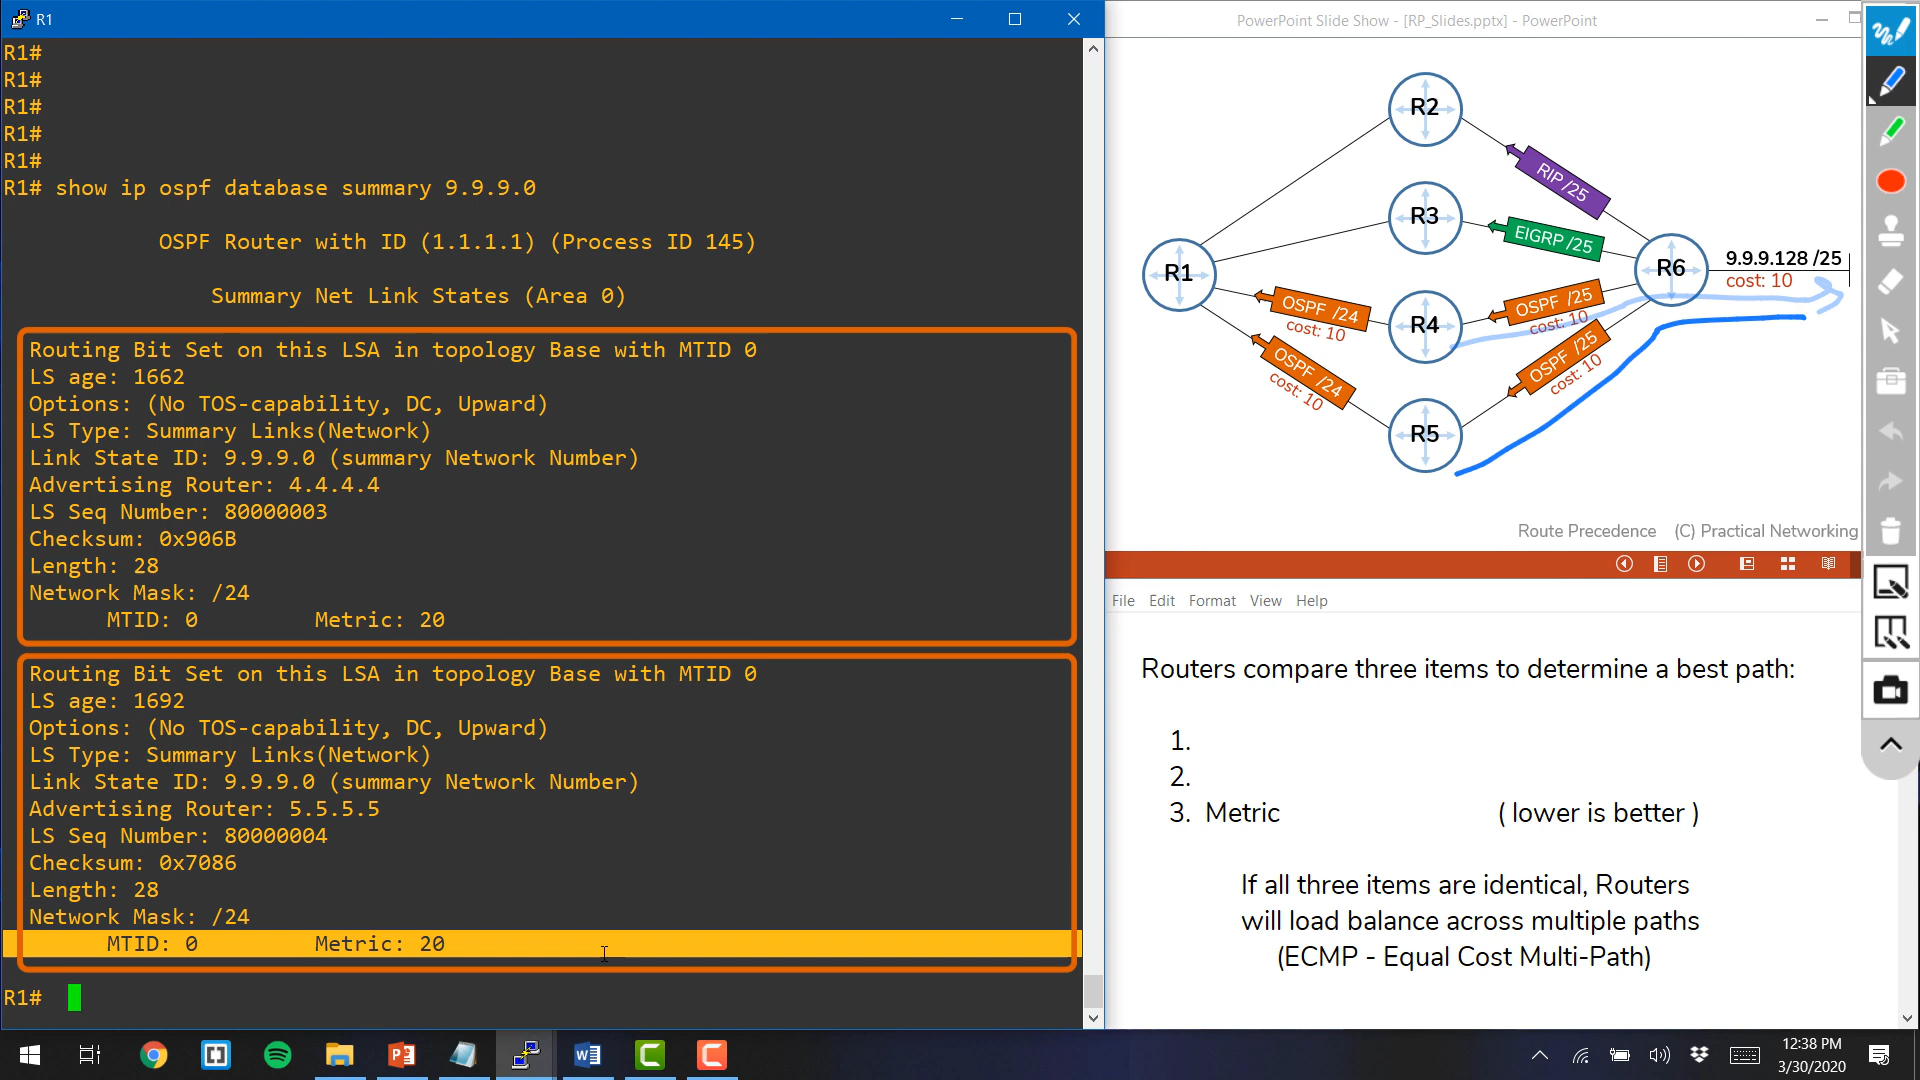 R1
R1#
R1#
R1#
R1#
R1#
R1# show ip ospf database summary 9.9.9.0
OSPF Router with ID (1.1.1.1) (Process ID 145)
Summary Net Link States (Area 0)
Routing Bit Set on this LSA in topology Base with MTID 0
LS age: 1662
Options: (No TOS-capability, DC, Upward)
LS Type: Summary Links(Network)
Link State ID: 9.9.9.0 (summary Network Number)
Advertising Router: 4.4.4.4
LS Seq Number: 80000003
Checksum: 0x906B
Length: 28
Network Mask: /24
MTID: 0 Metric: 20
Routing Bit Set on this LSA in topology Base with MTID 0
LS age: 1692
Options: (No TOS-capability, DC, Upward)
LS Type: Summary Links(Network)
Link State ID: 9.9.9.0 (summary Network Number)
Advertising Router: 5.5.5.5
LS Seq Number: 80000004
Checksum: 0x7086
Length: 28
Network Mask: /24
MTID: 0 Metric: 20
R1#
PowerPoint Slide Show - [RP_Slides.pptx] - PowerPoint
R2
RIP /25
R3
EIGRP /25
R1
R6
9.9.9.128 /25
cost: 10
OSPF /24
cost: 10
R4
OSPF /25
cost: 10
OSPF /24
cost: 10
OSPF /25
cost: 10
R5
Route Precedence (C) Practical Networking
File Edit Format View Help
Routers compare three items to determine a best path:
1.
2.
3. Metric ( lower is better )
If all three items are identical, Routers
will load balance across multiple paths
(ECMP - Equal Cost Multi-Path)
12:38 PM
3/30/2020